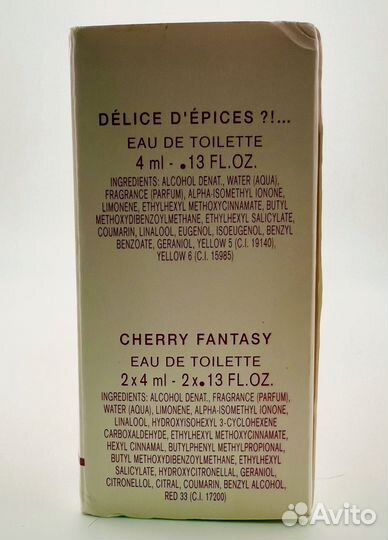 DÉLICE D'ÉPICES ?!...
EAU DE TOILETTE
4 ml - .13 FL.OZ.
INGREDIENTS: ALCOHOL DENAT., WATER (AQUA),
FRAGRANCE (PARFUM), ALPHA-ISOMETHYL IONONE,
LIMONENE, ETHYLHEXYL METHOXYCINNAMATE, BUTYL
METHOXYDIBENZOYLMETHANE, ETHYLHEXYL SALICYLATE,
COUMARIN, LINALOOL, EUGENOL, ISOEUGENOL, BENZYL
BENZOATE, GERANIOL, YELLOW 5 (C.I. 19140),
YELLOW 6 (C.I. 15985)
CHERRY FANTASY
EAU DE TOILETTE
2 x 4 ml - 2 x .13 FL.OZ.
INGREDIENTS: ALCOHOL DENAT., FRAGRANCE (PARFUM),
WATER (AQUA), LIMONENE, ALPHA-ISOMETHYL IONONE,
LINALOOL, HYDROXYISOHEXYL 3-CYCLOHEXENE
CARBOXALDEHYDE, ETHYLHEXYL METHOXYCINNAMATE,
HEXYL CINNAMAL, BUTYLPHENYL METHYLPROPIONAL,
BUTYL METHOXYDIBENZOYLMETHANE, ETHYLHEXYL
SALICYLATE, HYDROXYCITRONELLAL, GERANIOL,
CITRONELLOL, CITRAL, COUMARIN, BENZYL ALCOHOL,
RED 33 (C.I. 17200)
Avito